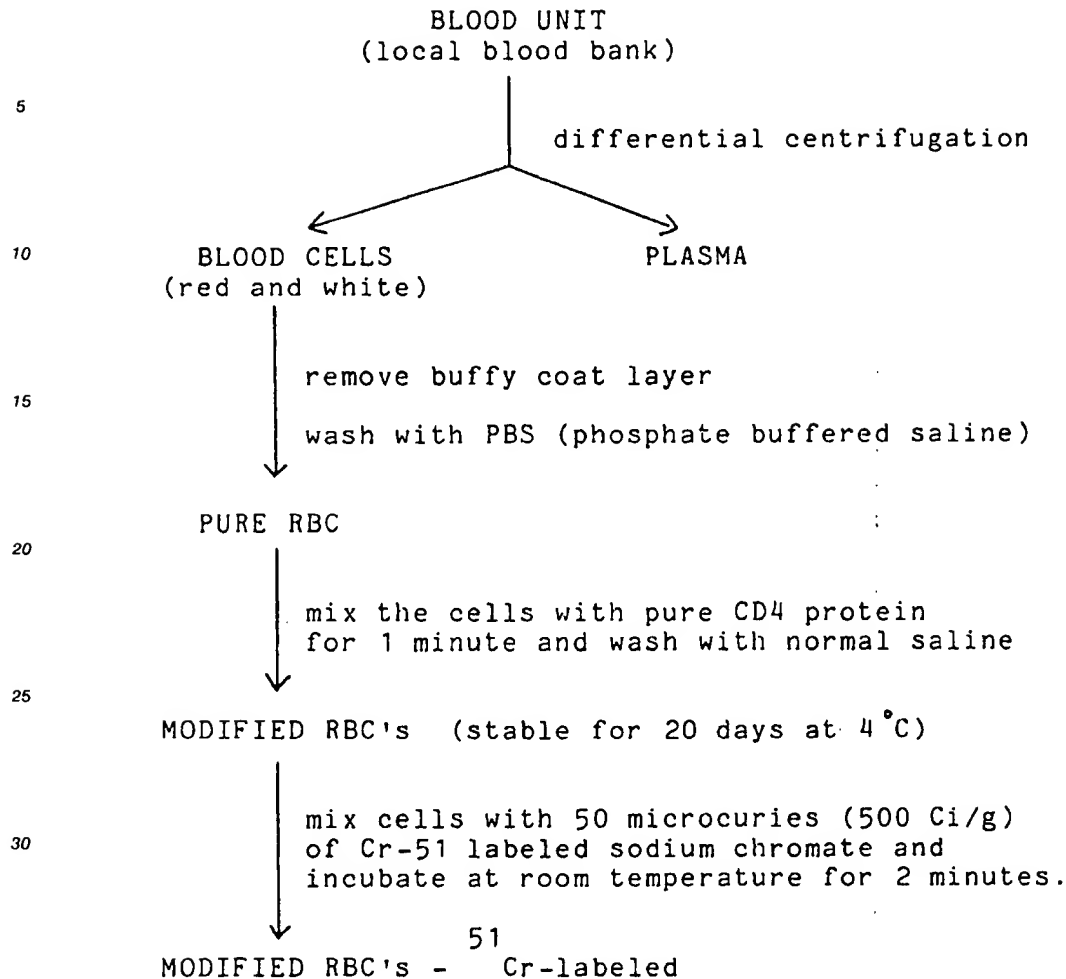 BLOOD UNIT
(local blood bank)
5
differential centrifugation
10 BLOOD CELLS PLASMA
(red and white)
remove buffy coat layer
15
wash with PBS (phosphate buffered saline)
PURE RBC
20
mix the cells with pure CD4 protein
for 1 minute and wash with normal saline
25
MODIFIED RBC's (stable for 20 days at 4°C)
mix cells with 50 microcuries (500 Ci/g)
30 of Cr-51 labeled sodium chromate and
incubate at room temperature for 2 minutes.
51
MODIFIED RBC's - Cr-labeled